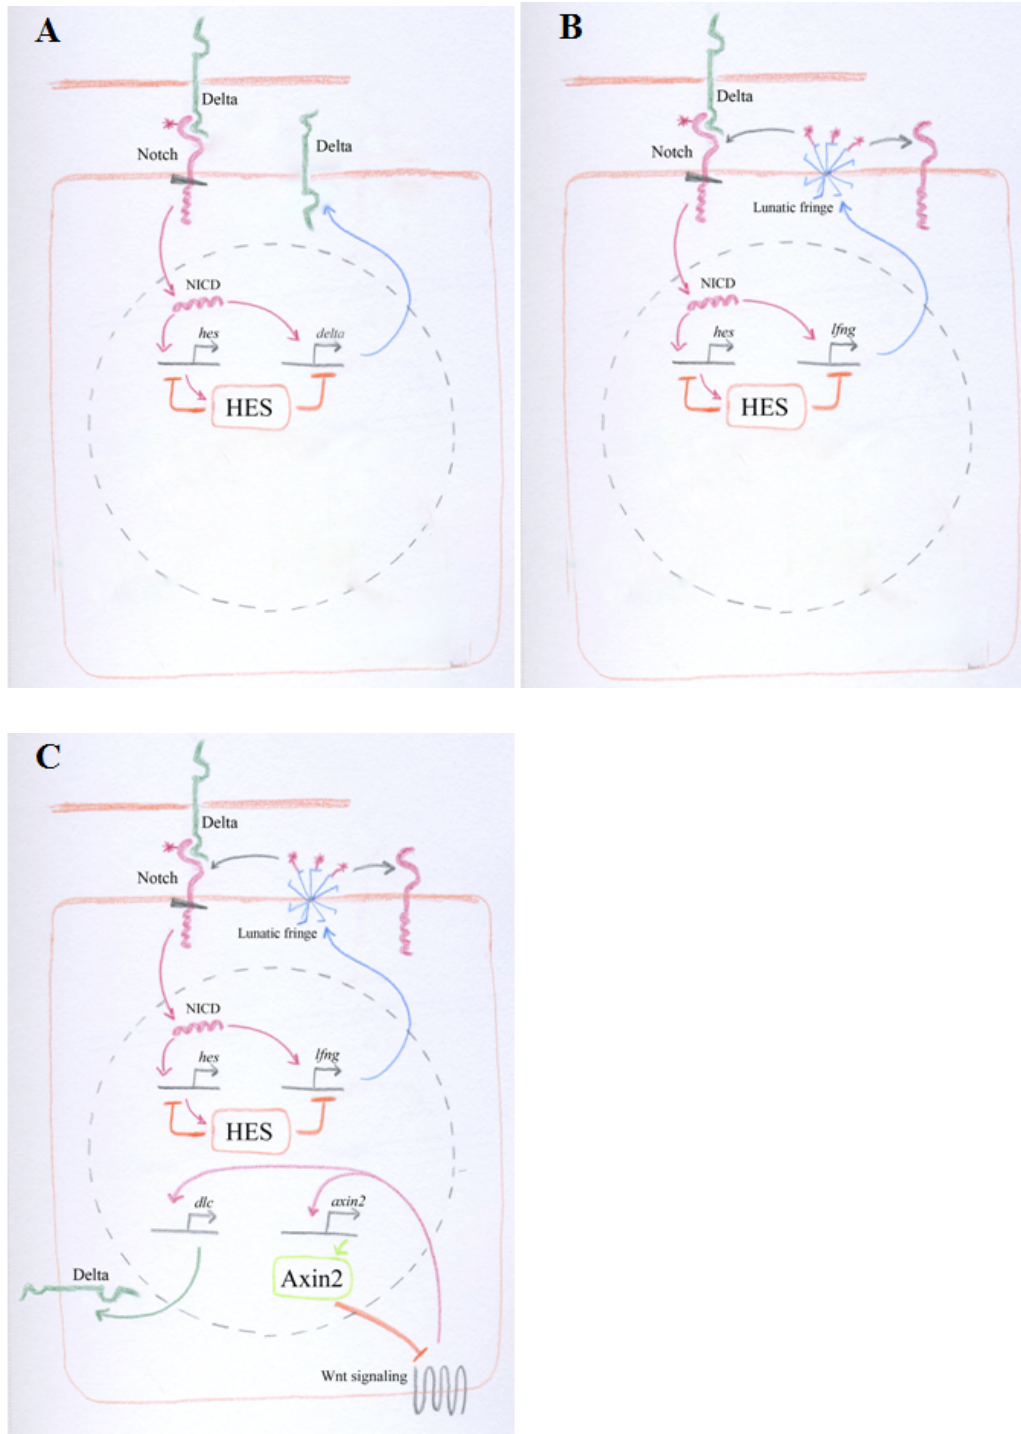 A
Delta
Delta
Notch
NICD
hes
delta
HES
B
Delta
Notch
Lunatic fringe
NICD
hes
lfng
HES
C
Delta
Notch
Lunatic fringe
NICD
hes
lfng
HES
dlc
axin2
Delta
Axin2
Wnt signaling